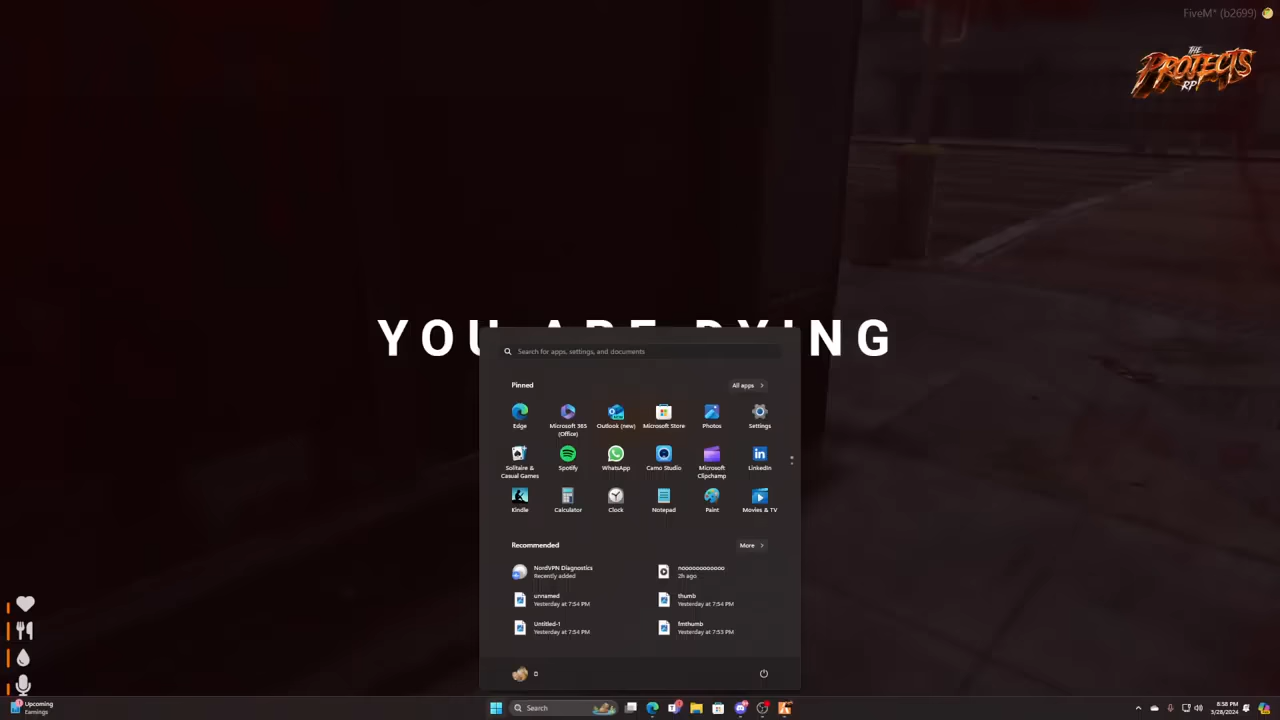 FiveM* (b2699)
THE
PROJECTS
RP
YOU ARE DYING
Search for apps, settings, and documents
Pinned
All apps
Edge
Microsoft 365
(Office)
Outlook (new)
Microsoft Store
Photos
Settings
Solitaire &
Casual Games
Spotify
WhatsApp
Camo Studio
Microsoft
Clipchamp
LinkedIn
Kindle
Calculator
Clock
Notepad
Paint
Movies & TV
Recommended
More
NordVPN Diagnostics
Recently added
noooooooooooo
2h ago
unnamed
Yesterday at 7:54 PM
thumb
Yesterday at 7:54 PM
Untitled-1
Yesterday at 7:54 PM
fmthumb
Yesterday at 7:53 PM
Upcoming
Earnings
Search
8:58 PM
3/28/2024